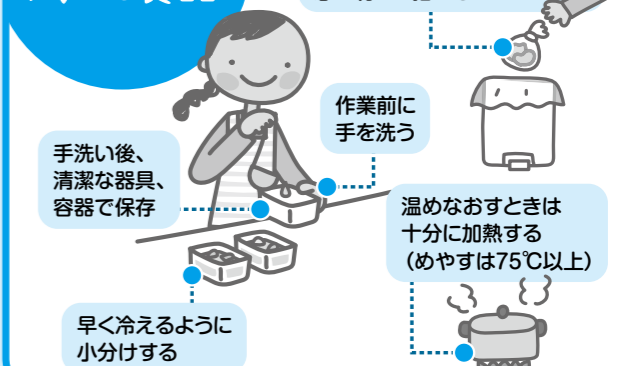 作業前に
手を洗う
手洗い後、
清潔な器具、
容器で保存
温めなおすときは
十分に加熱する
(めやすは75℃以上)
早く冷えるように
小分けする